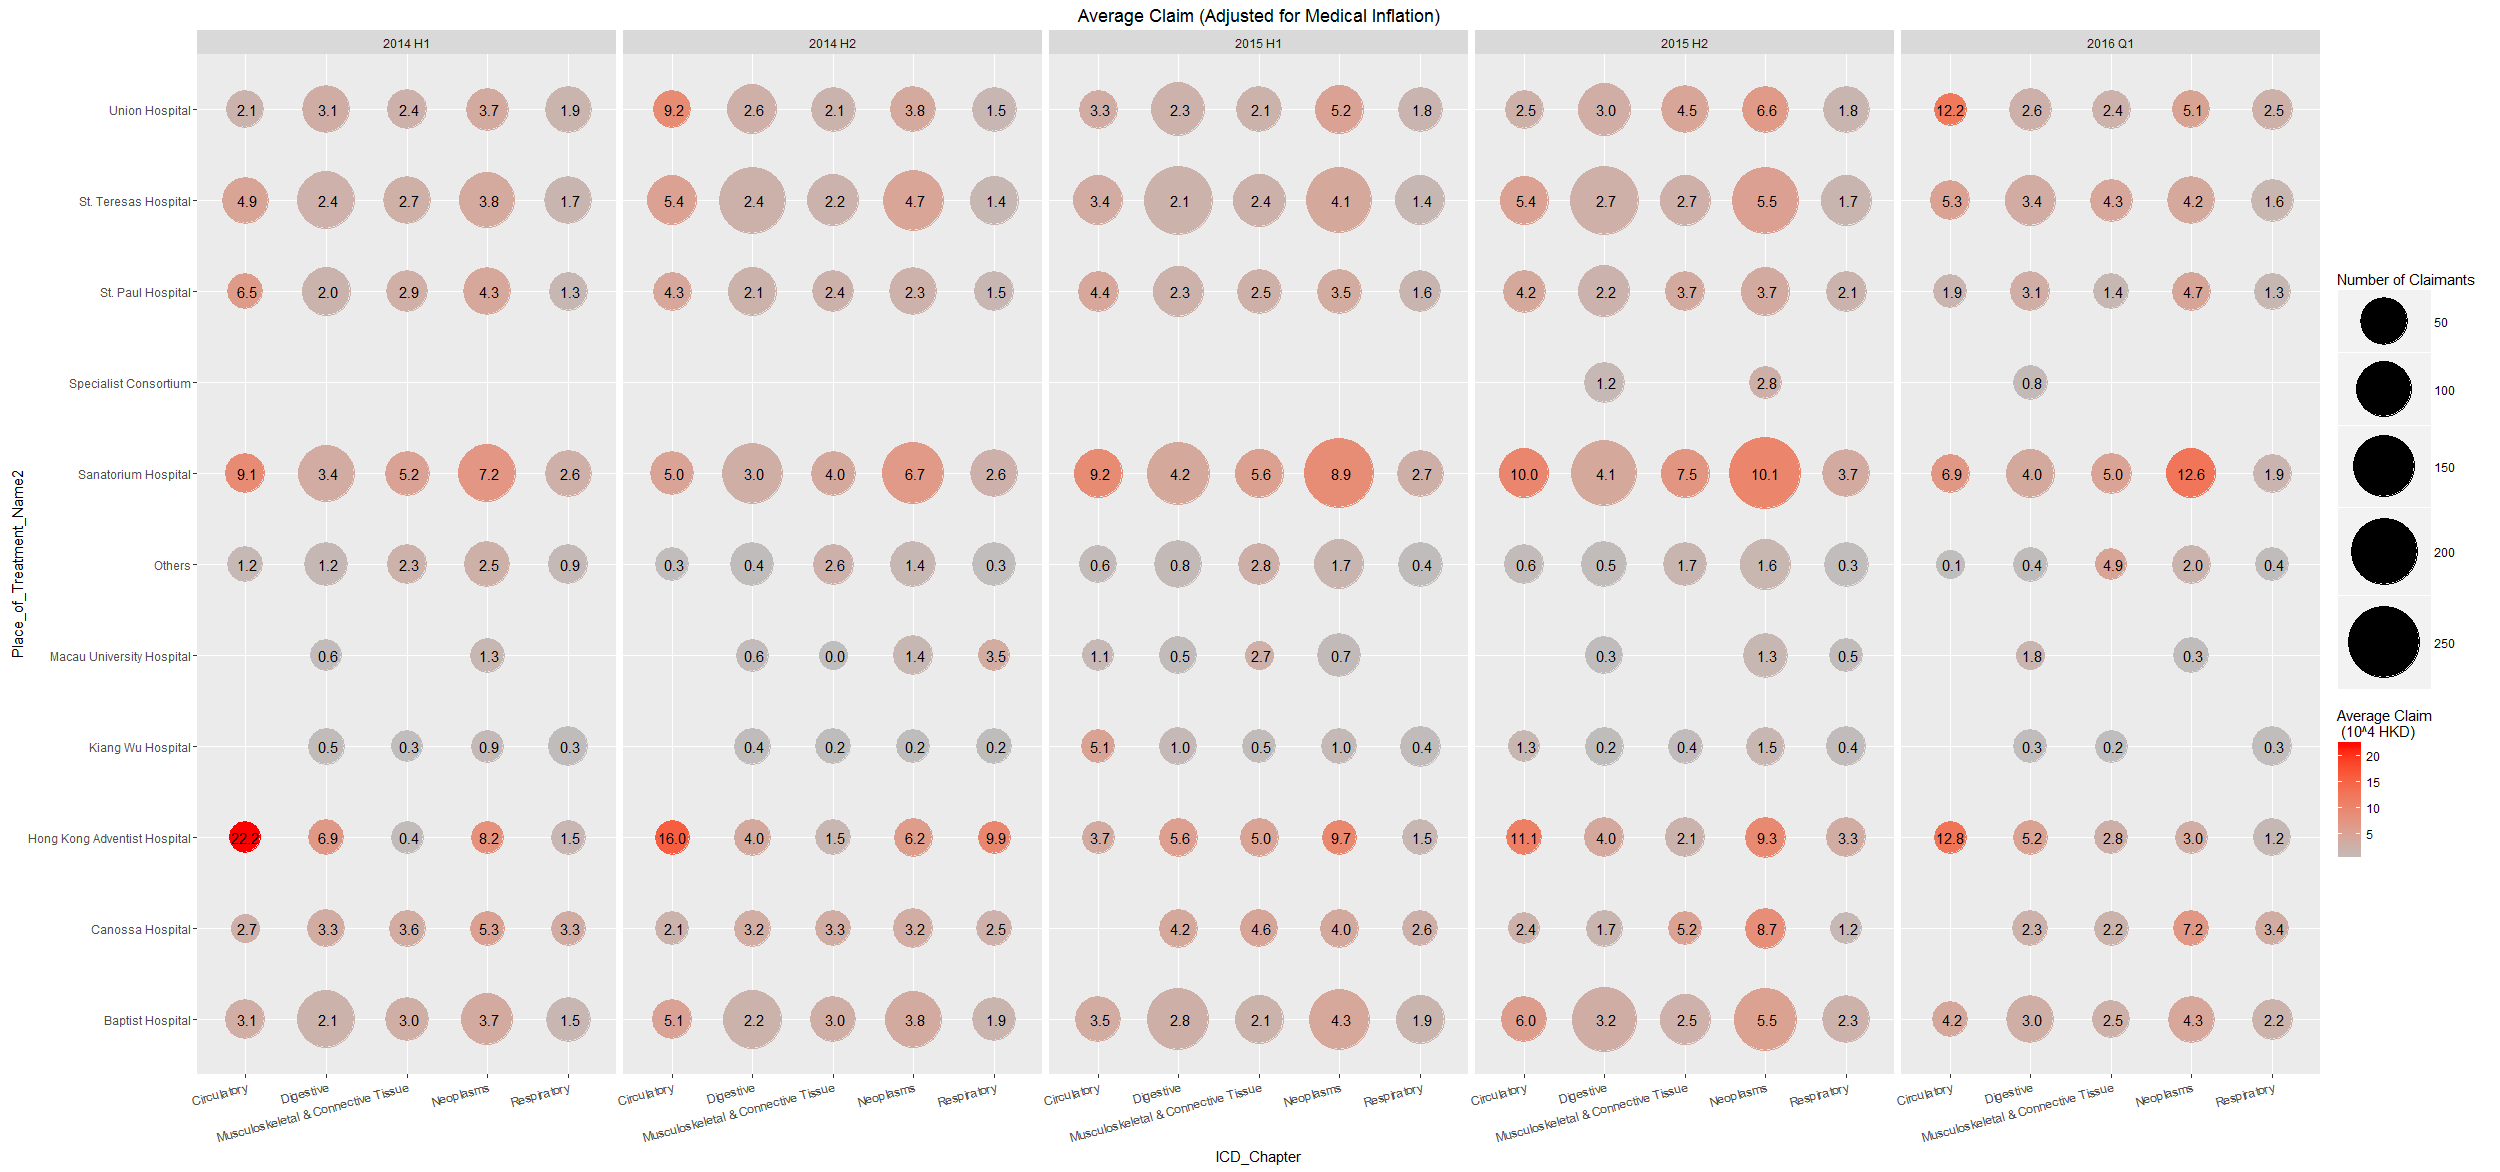 Average Claim (Adjusted for Medical Inflation)
2014 H1 2014 H2 2015 H1 2015 H2 2016 Q1
Union Hospital 2.1 3.1 2.4 3.7 1.9 9.2 2.6 2.1 3.8 1.5 3.3 2.3 2.1 5.2 1.8 2.5 3.0 4.5 6.6 1.8 12.2 2.6 2.4 5.1 2.5
St. Teresas Hospital 4.9 2.4 2.7 3.8 1.7 5.4 2.4 2.2 4.7 1.4 3.4 2.1 2.4 4.1 1.4 5.4 2.7 2.7 5.5 1.7 5.3 3.4 4.3 4.2 1.6
St. Paul Hospital 6.5 2.0 2.9 4.3 1.3 4.3 2.1 2.4 2.3 1.5 4.4 2.3 2.5 3.5 1.6 4.2 2.2 3.7 3.7 2.1 1.9 3.1 1.4 4.7 1.3
Specialist Consortium 1.2 2.8 0.8
Sanatorium Hospital 9.1 3.4 5.2 7.2 2.6 5.0 3.0 4.0 6.7 2.6 9.2 4.2 5.6 8.9 2.7 10.0 4.1 7.5 10.1 3.7 6.9 4.0 5.0 12.6 1.9
Others 1.2 1.2 2.3 2.5 0.9 0.3 0.4 2.6 1.4 0.3 0.6 0.8 2.8 1.7 0.4 0.6 0.5 1.7 1.6 0.3 0.1 0.4 4.9 2.0 0.4
Macau University Hospital 0.6 1.3 0.6 0.0 1.4 3.5 1.1 0.5 2.7 0.7 0.3 1.3 0.5 1.8 0.3
Kiang Wu Hospital 0.5 0.3 0.9 0.3 0.4 0.2 0.2 0.2 5.1 1.0 0.5 1.0 0.4 1.3 0.2 0.4 1.5 0.4 0.3 0.2 0.3
Hong Kong Adventist Hospital 22.2 6.9 0.4 8.2 1.5 16.0 4.0 1.5 6.2 9.9 3.7 5.6 5.0 9.7 1.5 11.1 4.0 2.1 9.3 3.3 12.8 5.2 2.8 3.0 1.2
Canossa Hospital 2.7 3.3 3.6 5.3 3.3 2.1 3.2 3.3 3.2 2.5 4.2 4.6 4.0 2.6 2.4 1.7 5.2 8.7 1.2 2.3 2.2 7.2 3.4
Baptist Hospital 3.1 2.1 3.0 3.7 1.5 5.1 2.2 3.0 3.8 1.9 3.5 2.8 2.1 4.3 1.9 6.0 3.2 2.5 5.5 2.3 4.2 3.0 2.5 4.3 2.2
Circulatory Digestive Musculoskeletal & Connective Tissue Neoplasms Respiratory Circulatory Digestive Musculoskeletal & Connective Tissue Neoplasms Respiratory Circulatory Digestive Musculoskeletal & Connective Tissue Neoplasms Respiratory Circulatory Digestive Musculoskeletal & Connective Tissue Neoplasms Respiratory Circulatory Digestive Musculoskeletal & Connective Tissue Neoplasms Respiratory
ICD_Chapter
Place_of_Treatment_Name2
Number of Claimants
50
100
150
200
250
Average Claim
(10^4 HKD)
20
15
10
5